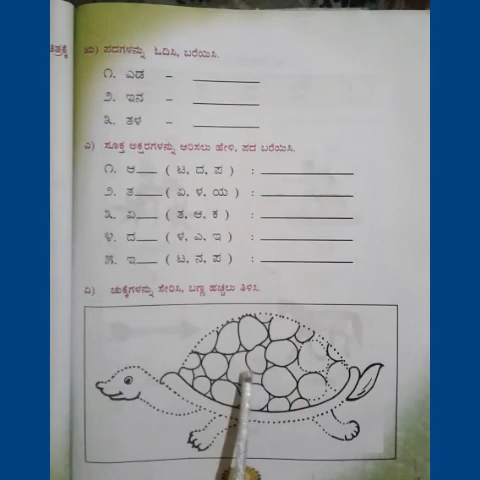 ಋ) ಪದಗಳನ್ನು ಓದಿಸಿ, ಬರೆಯಿಸಿ.
೧. ಎಡ –
೨. ಇನ –
೩. ತಳ –
ಎ) ಸೂಕ್ತ ಅಕ್ಷರಗಳನ್ನು ಆರಿಸಲು ಹೇಳಿ, ಪದ ಬರೆಯಿಸಿ.
೧. ಆ___ ( ಟ, ದ, ಪ ) :
೨. ತ___ ( ಏ, ಳ, ಯ ) :
೩. ಏ___ ( ತ, ಆ, ಕ ) :
೪. ದ___ ( ಳ, ಎ, ಇ ) :
೫. ಇ___ ( ಟ, ನ, ಪ ) :
ಏ) ಚುಕ್ಕೆಗಳನ್ನು ಸೇರಿಸಿ, ಬಣ್ಣ ಹಚ್ಚಲು ತಿಳಿಸಿ.